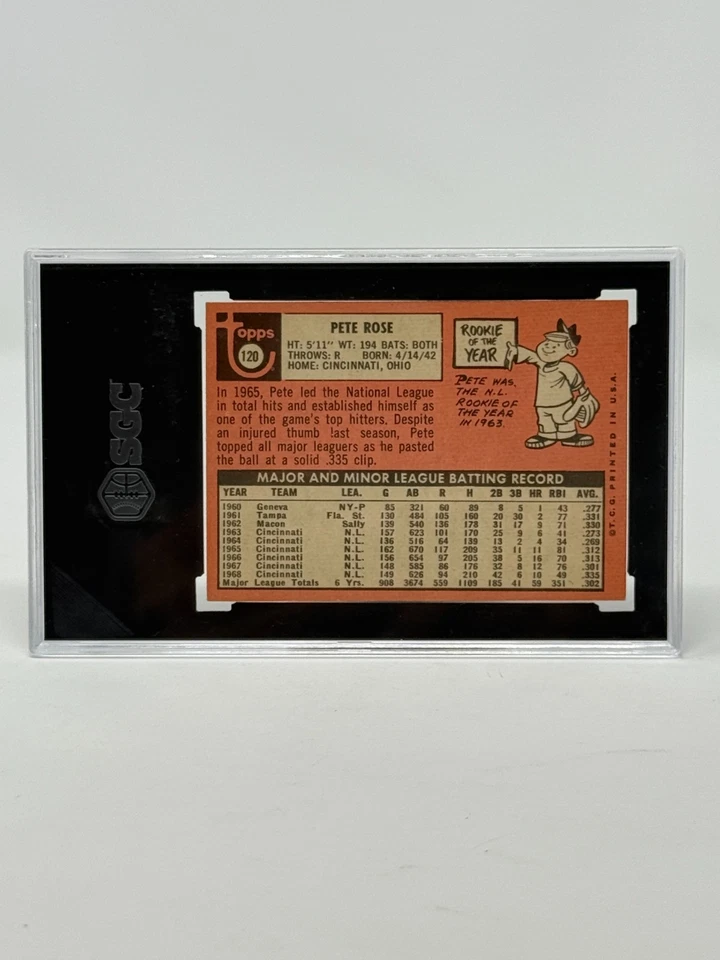 SGC
topps
120
PETE ROSE
HT: 5'11" WT: 194 BATS: BOTH
THROWS: R BORN: 4/14/42
HOME: CINCINNATI, OHIO
In 1965, Pete led the National League
in total hits and established himself as
one of the game's top hitters. Despite
an injured thumb last season, Pete
topped all major leaguers as he pasted
the ball at a solid .335 clip.
ROOKIE
OF THE
YEAR
PETE WAS
THE N.L.
ROOKIE OF
THE YEAR
IN 1963.
MAJOR AND MINOR LEAGUE BATTING RECORD
YEAR TEAM LEA. G AB R H 2B 3B HR RBI AVG.
1960 Geneva NY-P 85 321 60 89 8 5 1 43 .277
1961 Tampa Fla. St. 130 484 105 160 20 30 2 77 .331
1962 Macon Sally 139 540 136 178 31 17 9 71 .330
1963 Cincinnati N.L. 157 623 101 170 25 9 6 41 .273
1964 Cincinnati N.L. 136 516 64 139 13 2 4 34 .269
1965 Cincinnati N.L. 162 670 117 209 35 11 11 81 .312
1966 Cincinnati N.L. 156 654 97 205 38 5 16 70 .313
1967 Cincinnati N.L. 148 585 86 176 32 8 12 76 .301
1968 Cincinnati N.L. 149 626 94 210 42 6 10 49 .335
Major League Totals 6 Yrs. 908 3674 559 1109 185 41 59 351 .302
©T.C.G. PRINTED IN U.S.A.